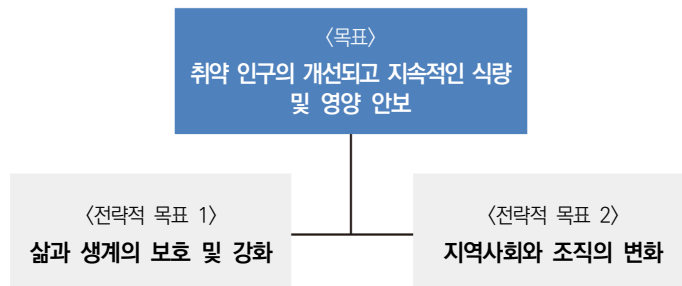 〈목표〉
취약 인구의 개선되고 지속적인 식량
및 영양 안보
〈전략적 목표 1〉
삶과 생계의 보호 및 강화
〈전략적 목표 2〉
지역사회와 조직의 변화